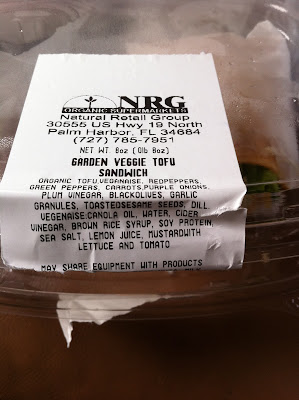 NRG
ORGANIC SUPERMARKETS
Natural Retail Group
30555 US Hwy 19 North
Palm Harbor, FL 34684
(727) 785-7951
NET WT. 8oz (0lb 8oz)
GARDEN VEGGIE TOFU
SANDWICH
ORGANIC TOFU,VEGANAISE, REDPEPPERS,
GREEN PEPPERS, CARROTS,PURPLE ONIONS,
PLUM VINEGAR, BLACKOLIVES, GARLIC
GRANULES, TOASTEDSESAME SEEDS, DILL
VEGENAISE:CANOLA OIL, WATER, CIDER
VINEGAR, BROWN RICE SYRUP, SOY PROTEIN,
SEA SALT, LEMON JUICE, MUSTARDWITH
LETTUCE AND TOMATO
MAY SHARE EQUIPMENT WITH PRODUCTS